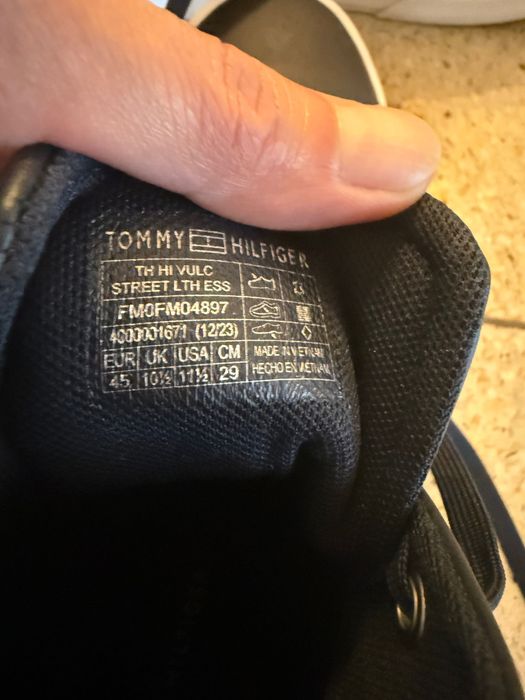 TOMMY HILFIGER
TH HI VULC
STREET LTH ESS
FM0FM04897
4000001671 (12/23)
EUR UK USA CM
45 10½ 11½ 29
MADE IN VIETNAM
HECHO EN VIETNAM